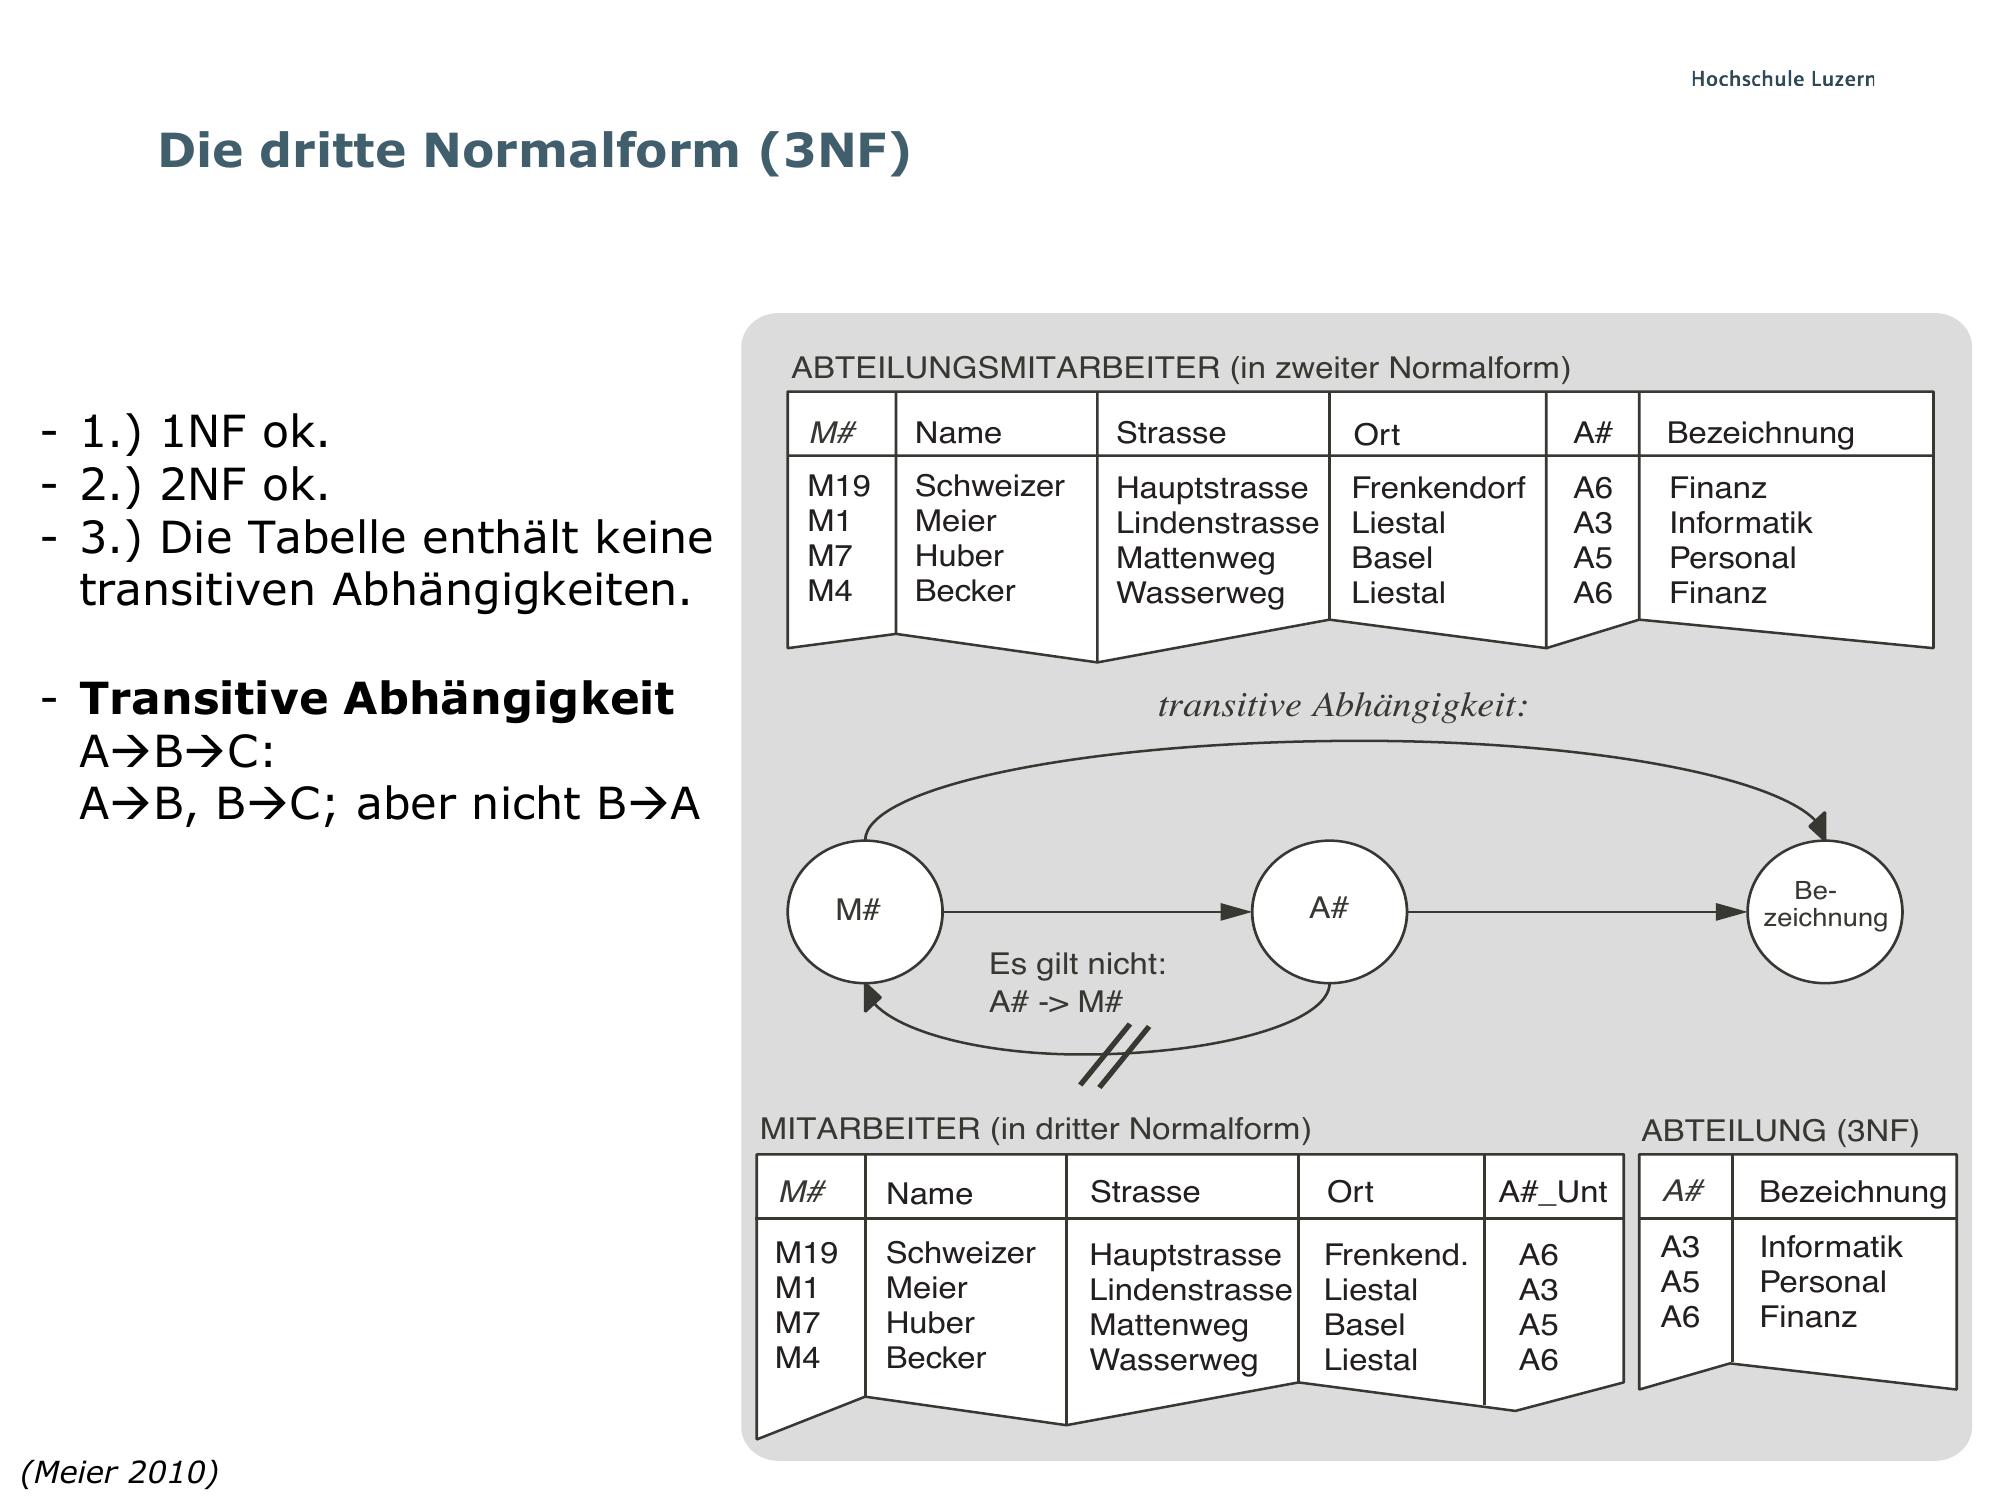 Hochschule Luzern
Die dritte Normalform (3NF)
- 1.) 1NF ok.
- 2.) 2NF ok.
- 3.) Die Tabelle enthält keine
transitiven Abhängigkeiten.
- Transitive Abhängigkeit
A→B→C:
A→B, B→C; aber nicht B→A
ABTEILUNGSMITARBEITER (in zweiter Normalform)
M# Name Strasse Ort A# Bezeichnung
M19 Schweizer Hauptstrasse Frenkendorf A6 Finanz
M1 Meier Lindenstrasse Liestal A3 Informatik
M7 Huber Mattenweg Basel A5 Personal
M4 Becker Wasserweg Liestal A6 Finanz
transitive Abhängigkeit:
M# A# Be-
zeichnung
Es gilt nicht:
A# -> M#
MITARBEITER (in dritter Normalform)
M# Name Strasse Ort A#_Unt
M19 Schweizer Hauptstrasse Frenkend. A6
M1 Meier Lindenstrasse Liestal A3
M7 Huber Mattenweg Basel A5
M4 Becker Wasserweg Liestal A6
ABTEILUNG (3NF)
A# Bezeichnung
A3 Informatik
A5 Personal
A6 Finanz
(Meier 2010)